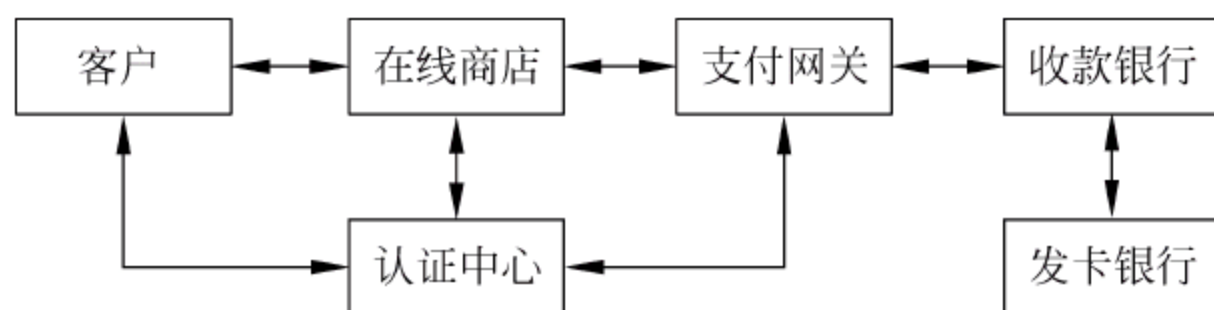 客户
在线商店
支付网关
收款银行
认证中心
发卡银行